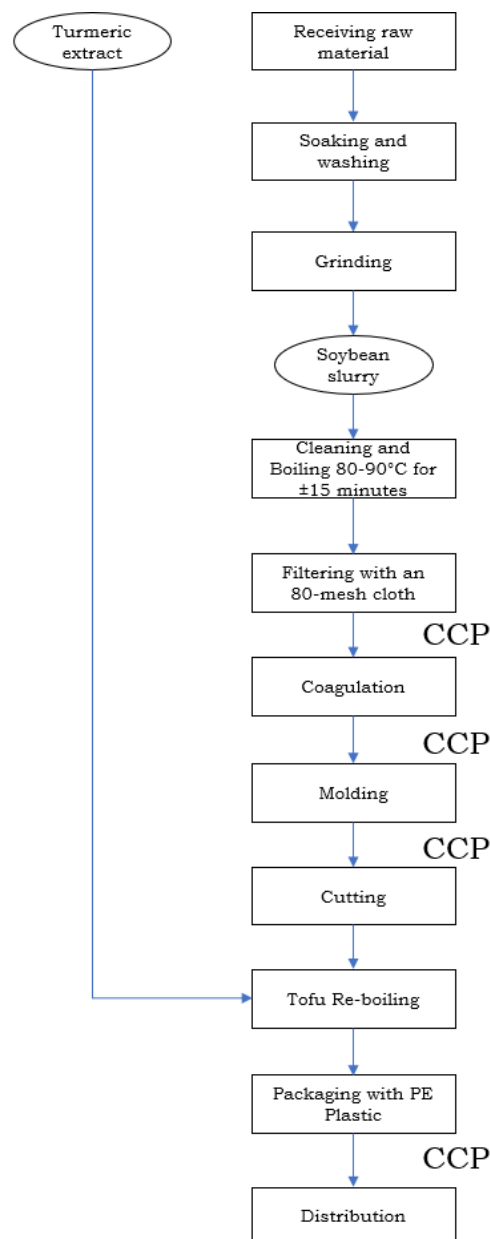 Turmeric
extract
Receiving raw
material
Soaking and
washing
Grinding
Soybean
slurry
Cleaning and
Boiling 80-90°C for
±15 minutes
Filtering with an
80-mesh cloth
CCP
Coagulation
CCP
Molding
CCP
Cutting
Tofu Re-boiling
Packaging with PE
Plastic
CCP
Distribution